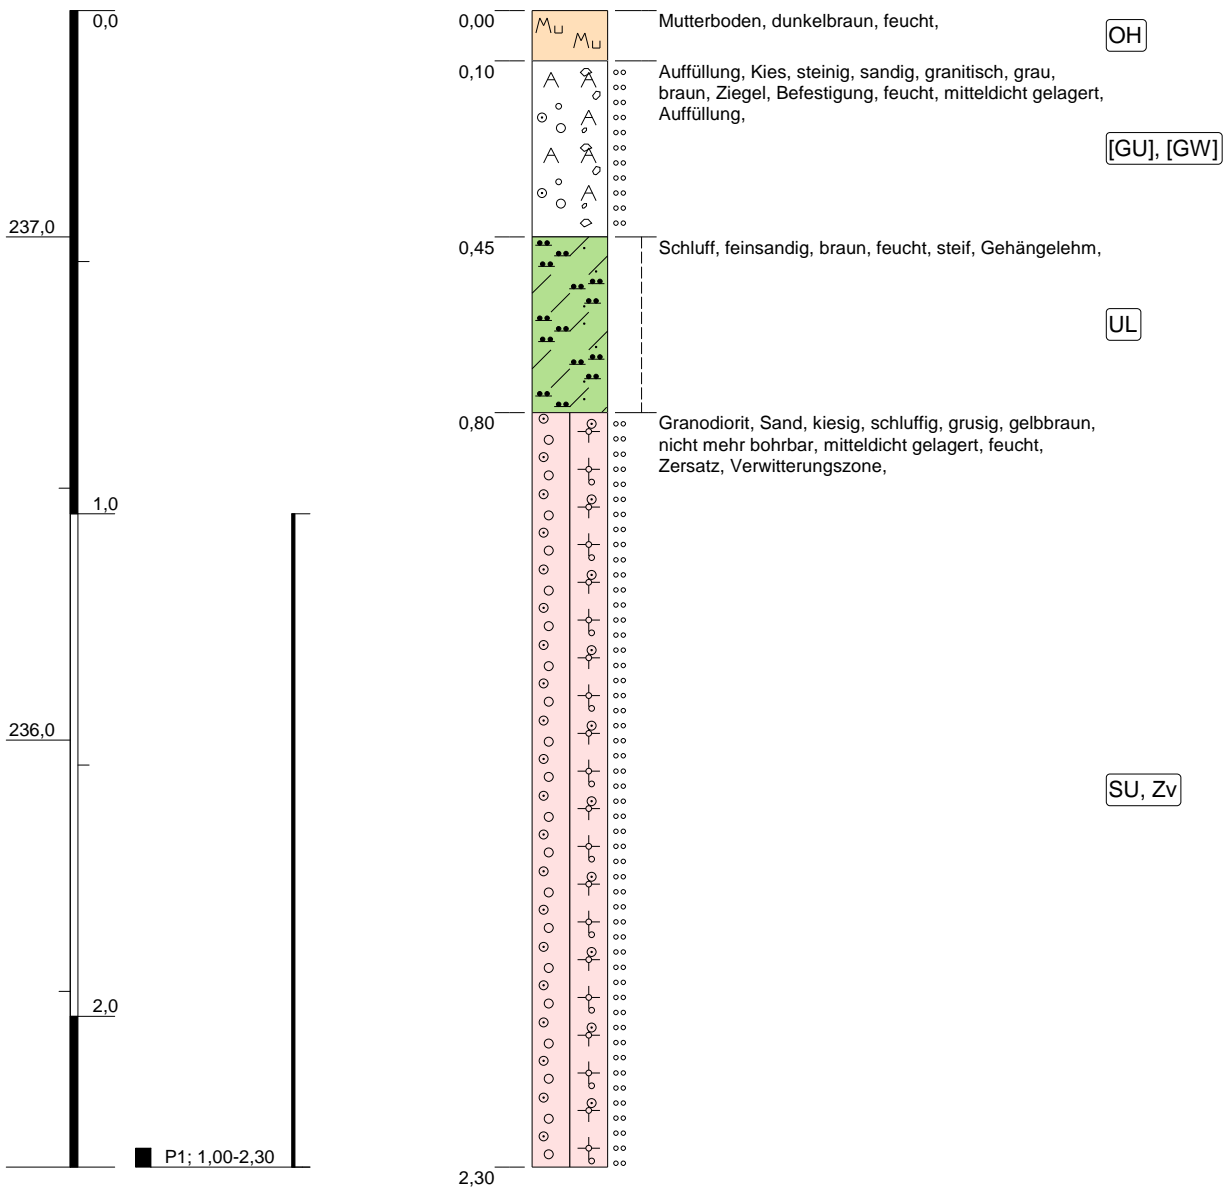 0,0
0,00
Mutterboden, dunkelbraun, feucht,
OH
Mu
Mu
0,10
Auffüllung, Kies, steinig, sandig, granitisch, grau,
braun, Ziegel, Befestigung, feucht, mitteldicht gelagert,
Auffüllung,
A A
A
A A
A
[GU], [GW]
237,0
0,45
Schluff, feinsandig, braun, feucht, steif, Gehängelehm,
UL
0,80
Granodiorit, Sand, kiesig, schluffig, grusig, gelbbraun,
nicht mehr bohrbar, mitteldicht gelagert, feucht,
Zersatz, Verwitterungszone,
1,0
236,0
SU, Zv
2,0
P1; 1,00-2,30
2,30